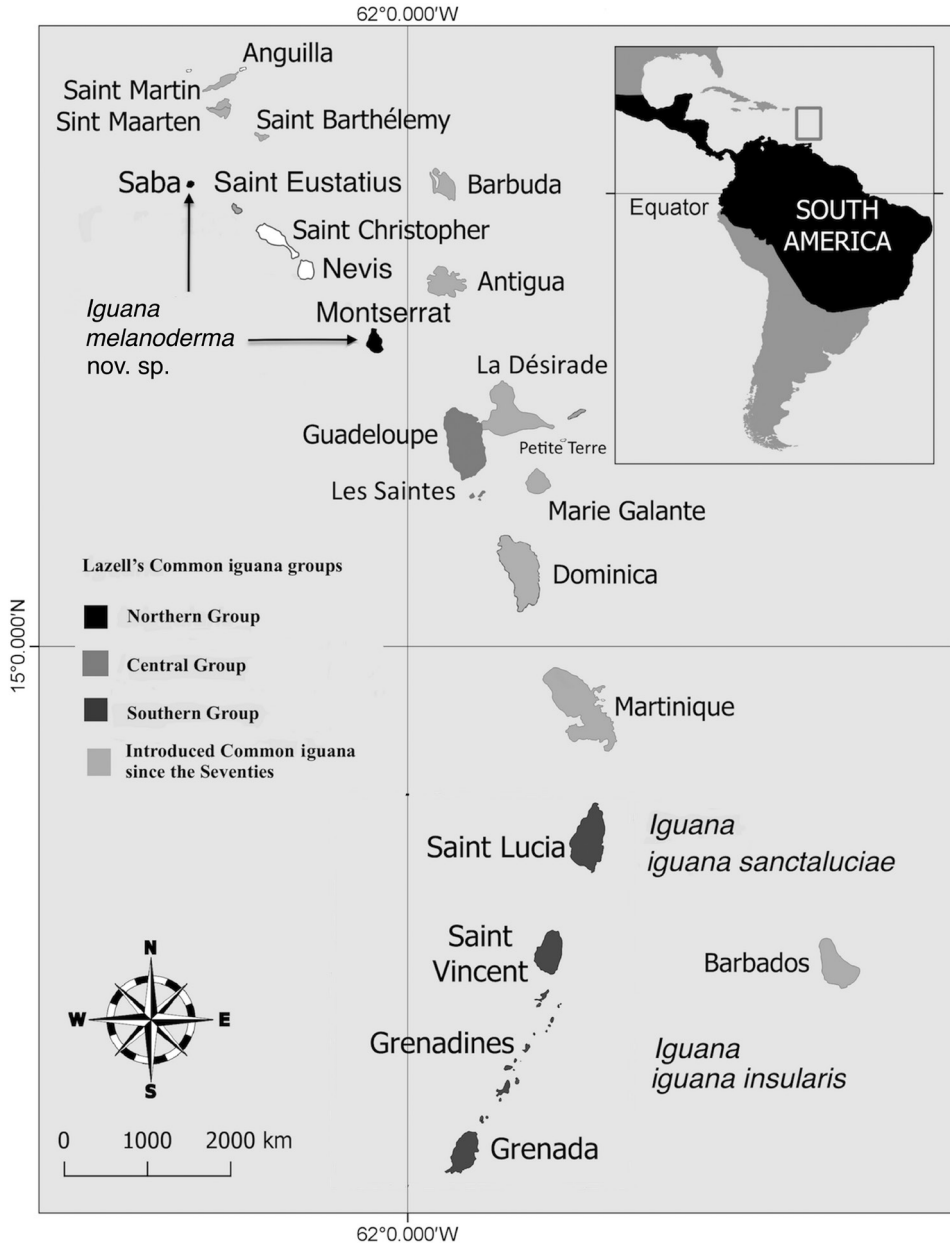 62°0.000'W
Anguilla
Saint Martin
Sint Maarten
Saint Barthélemy
Saba
Saint Eustatius
Barbuda
Saint Christopher
Nevis
Antigua
Montserrat
Iguana
melanoderma
nov. sp.
La Désirade
Guadeloupe
Petite Terre
Les Saintes
Marie Galante
Dominica
Equator
SOUTH
AMERICA
Lazell's Common iguana groups
Northern Group
Central Group
Southern Group
Introduced Common iguana
since the Seventies
15°0.000'N
Martinique
Saint Lucia
Iguana
iguana sanctaluciae
Saint
Vincent
Barbados
Grenadines
Iguana
iguana insularis
Grenada
N
W
E
S
0 1000 2000 km
62°0.000'W